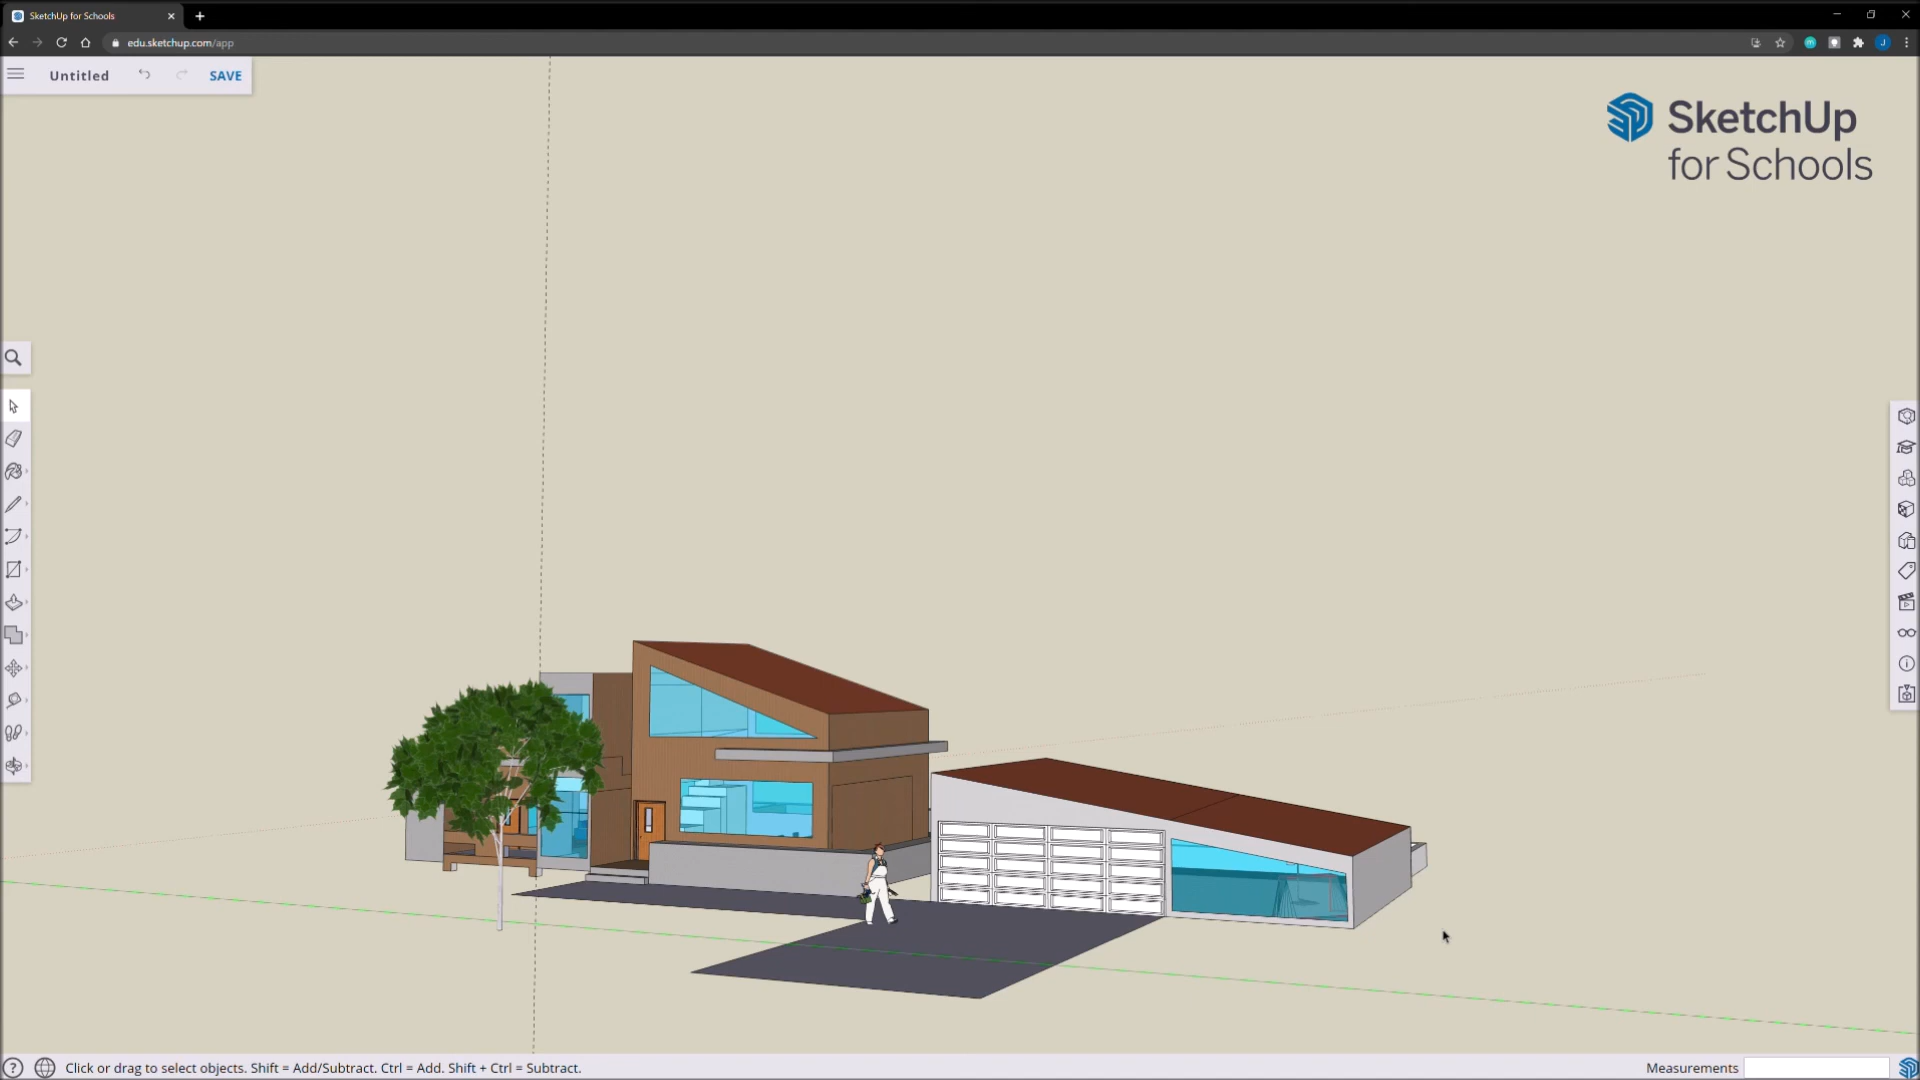 SketchUp for Schools
edu.sketchup.com/app
J
Untitled
SAVE
SketchUp
for Schools
Click or drag to select objects. Shift = Add/Subtract. Ctrl = Add. Shift + Ctrl = Subtract.
Measurements